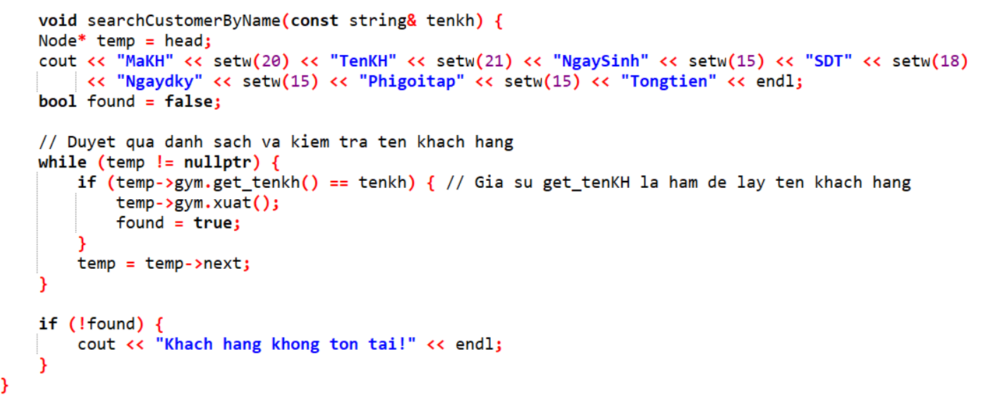 void searchCustomerByName(const string& tenkh) {
Node* temp = head;
cout << "MaKH" << setw(20) << "TenKH" << setw(21) << "NgaySinh" << setw(15) << "SDT" << setw(18)
<< "Ngaydky" << setw(15) << "Phigoitap" << setw(15) << "Tongtien" << endl;
bool found = false;
// Duyet qua danh sach va kiem tra ten khach hang
while (temp != nullptr) {
if (temp->gym.get_tenkh() == tenkh) { // Gia su get_tenKH la ham de lay ten khach hang
temp->gym.xuat();
found = true;
}
temp = temp->next;
}
if (!found) {
cout << "Khach hang khong ton tai!" << endl;
}
}